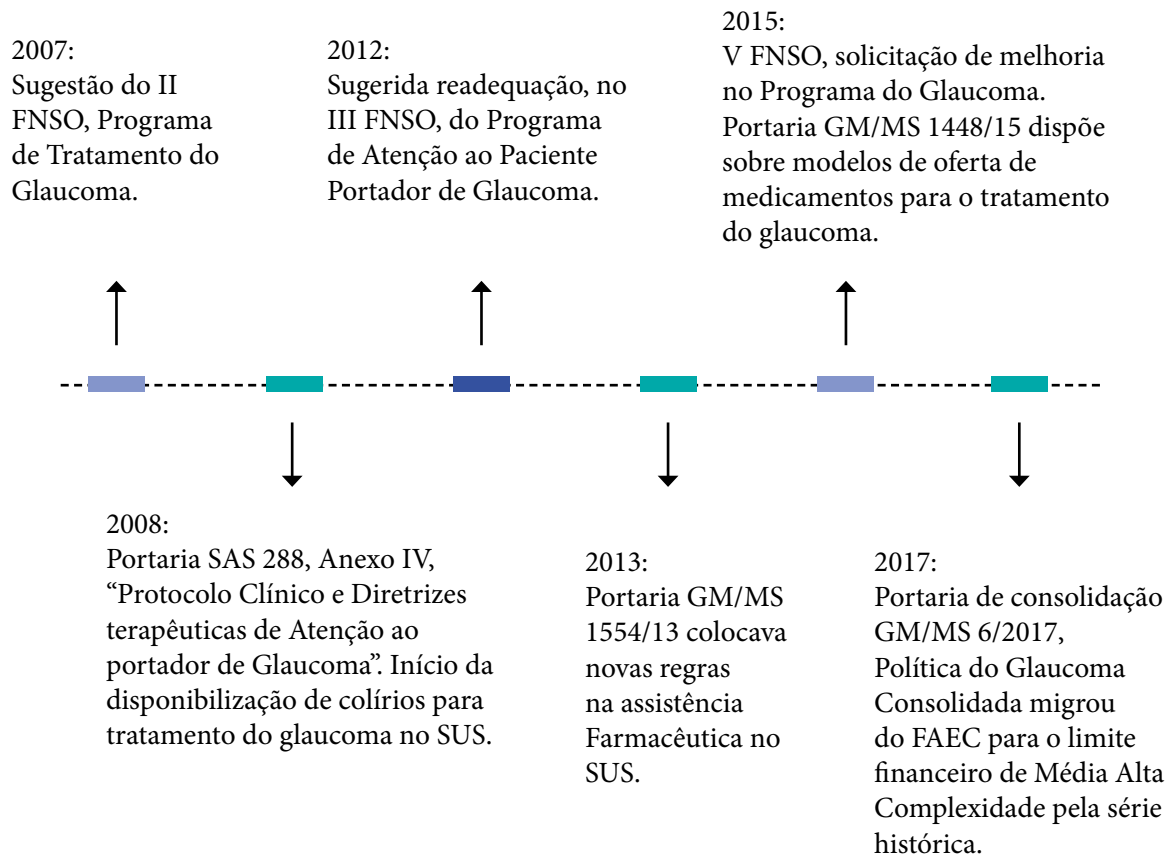 2007:
Sugestão do II
FNSO, Programa
de Tratamento do
Glaucoma.
2012:
Sugerida readequação, no
III FNSO, do Programa
de Atenção ao Paciente
Portador de Glaucoma.
2015:
V FNSO, solicitação de melhoria
no Programa do Glaucoma.
Portaria GM/MS 1448/15 dispõe
sobre modelos de oferta de
medicamentos para o tratamento
do glaucoma.
2008:
Portaria SAS 288, Anexo IV,
“Protocolo Clínico e Diretrizes
terapêuticas de Atenção ao
portador de Glaucoma”. Início da
disponibilização de colírios para
tratamento do glaucoma no SUS.
2013:
Portaria GM/MS
1554/13 colocava
novas regras
na assistência
Farmacêutica no
SUS.
2017:
Portaria de consolidação
GM/MS 6/2017,
Política do Glaucoma
Consolidada migrou
do FAEC para o limite
financeiro de Média Alta
Complexidade pela série
histórica.